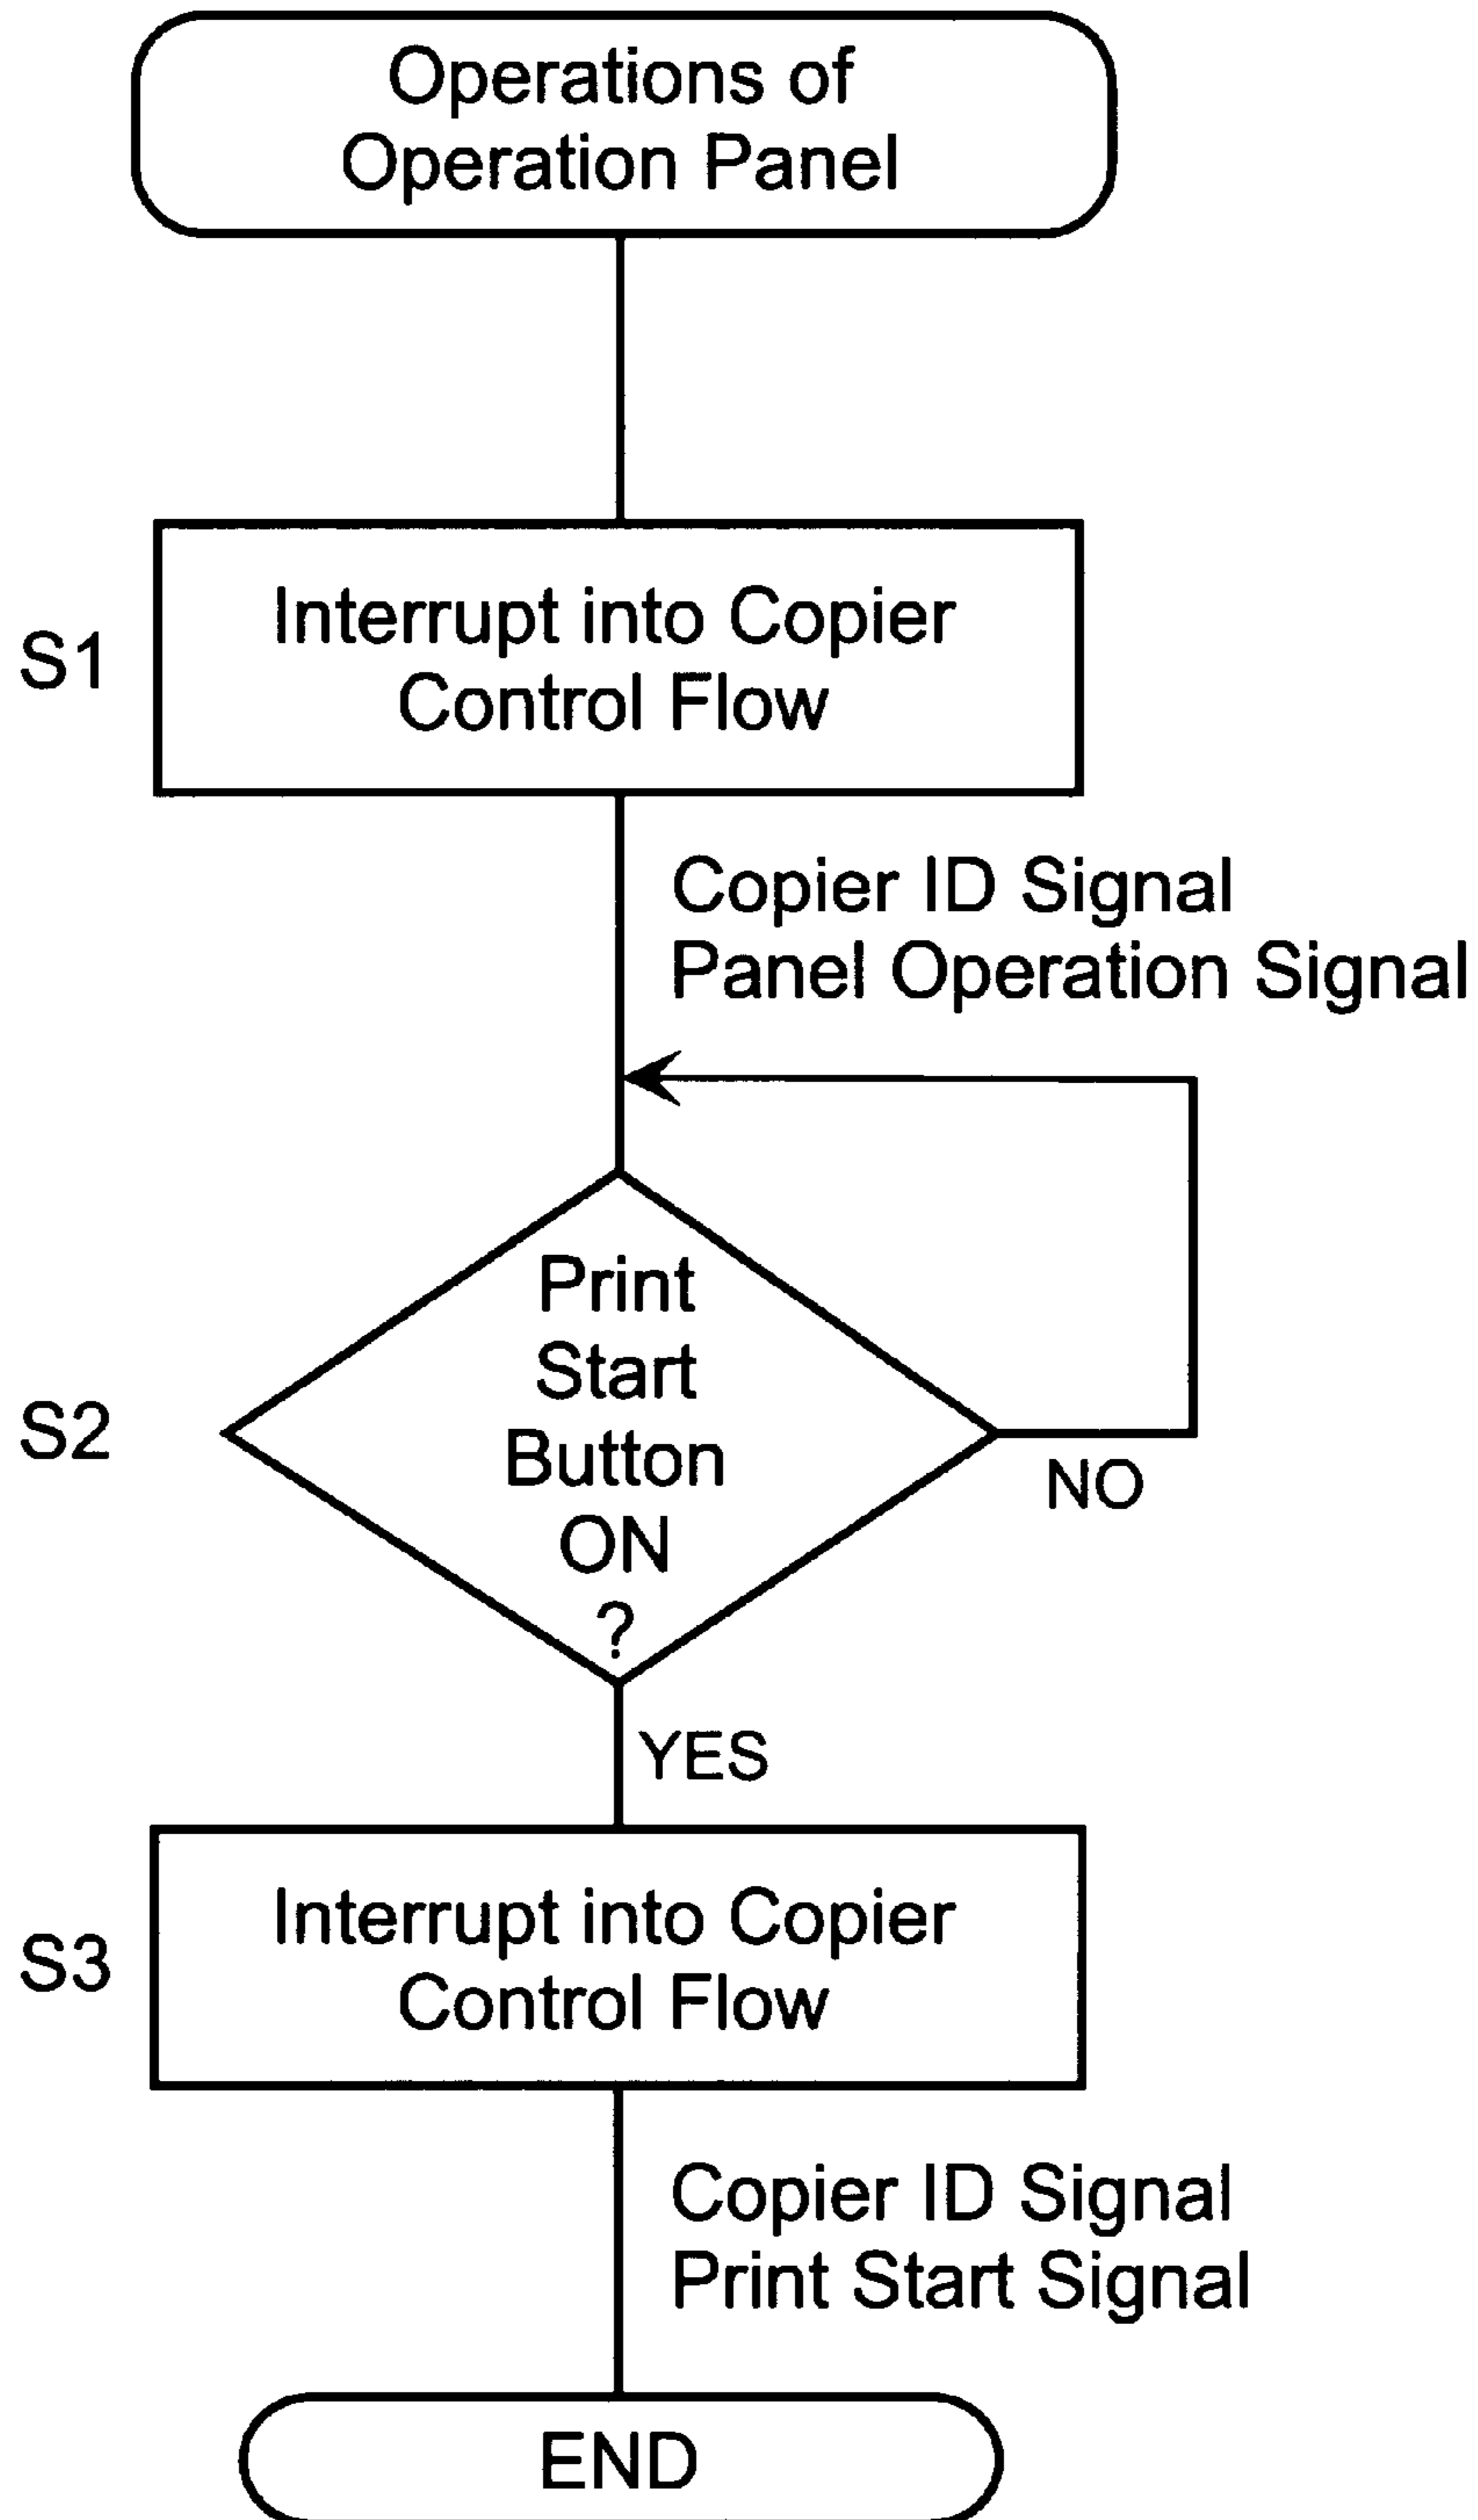 Operations of
Operation Panel
S1
Interrupt into Copier
Control Flow
Copier ID Signal
Panel Operation Signal
S2
Print
Start
Button
ON
?
NO
YES
S3
Interrupt into Copier
Control Flow
Copier ID Signal
Print Start Signal
END